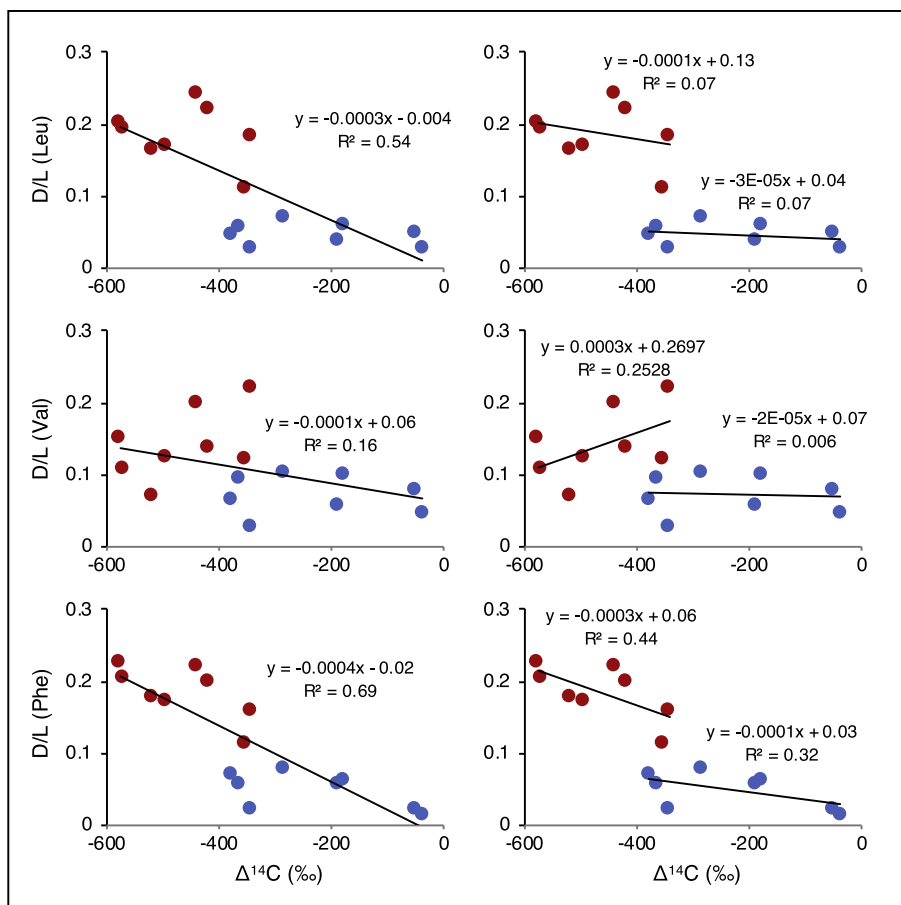 D/L (Leu)
0.3
0.2
0.1
0
-600
-400
-200
0
y = -0.0003x - 0.004
R² = 0.54
0.3
0.2
0.1
0
-600
-400
-200
0
y = -0.0001x + 0.13
R² = 0.07
y = -3E-05x + 0.04
R² = 0.07
D/L (Val)
0.3
0.2
0.1
0
-600
-400
-200
0
y = -0.0001x + 0.06
R² = 0.16
0.3
0.2
0.1
0
-600
-400
-200
0
y = 0.0003x + 0.2697
R² = 0.2528
y = -2E-05x + 0.07
R² = 0.006
D/L (Phe)
0.3
0.2
0.1
0
-600
-400
-200
0
y = -0.0004x - 0.02
R² = 0.69
Δ¹⁴C (‰)
0.3
0.2
0.1
0
-600
-400
-200
0
y = -0.0003x + 0.06
R² = 0.44
y = -0.0001x + 0.03
R² = 0.32
Δ¹⁴C (‰)